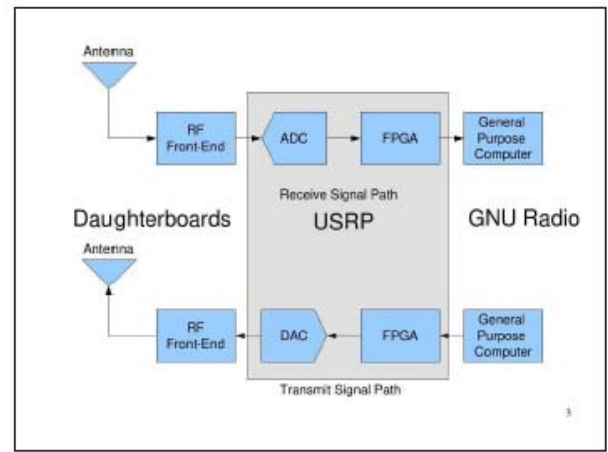 Antenna
RF
Front-End
ADC
FPGA
General
Purpose
Computer
Receive Signal Path
Daughterboards
USRP
GNU Radio
Antenna
RF
Front-End
DAC
FPGA
General
Purpose
Computer
Transmit Signal Path
3